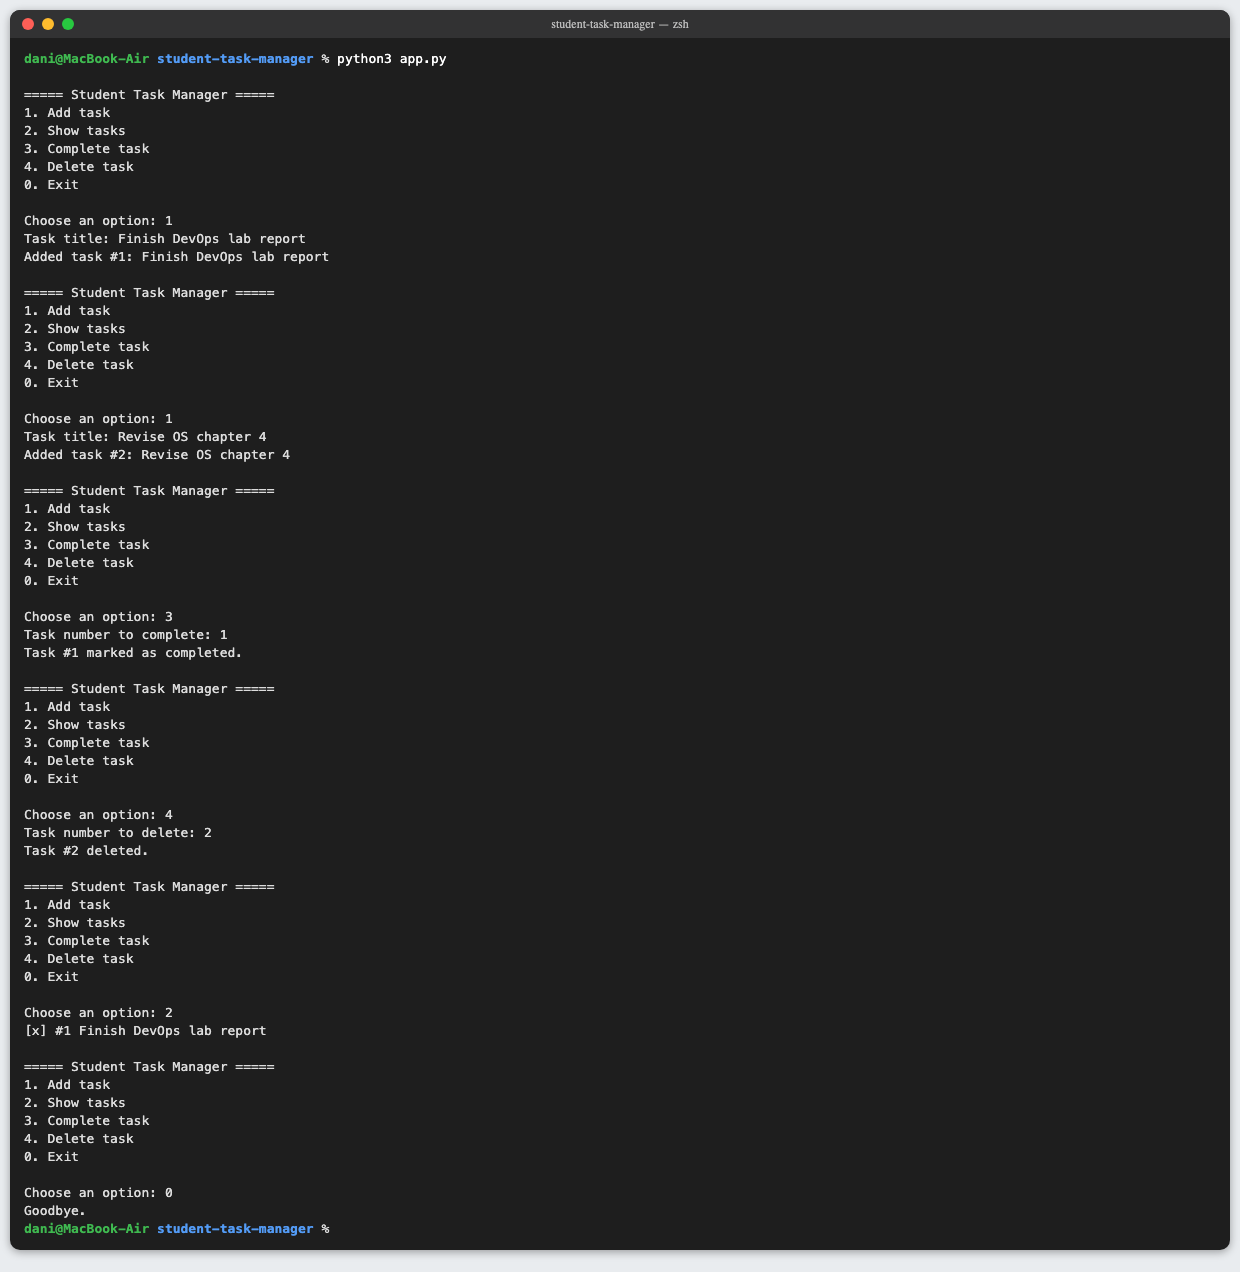 student-task-manager — zsh
dani@MacBook-Air student-task-manager % python3 app.py
===== Student Task Manager =====
1. Add task
2. Show tasks
3. Complete task
4. Delete task
0. Exit
Choose an option: 1
Task title: Finish DevOps lab report
Added task #1: Finish DevOps lab report
===== Student Task Manager =====
1. Add task
2. Show tasks
3. Complete task
4. Delete task
0. Exit
Choose an option: 1
Task title: Revise OS chapter 4
Added task #2: Revise OS chapter 4
===== Student Task Manager =====
1. Add task
2. Show tasks
3. Complete task
4. Delete task
0. Exit
Choose an option: 3
Task number to complete: 1
Task #1 marked as completed.
===== Student Task Manager =====
1. Add task
2. Show tasks
3. Complete task
4. Delete task
0. Exit
Choose an option: 4
Task number to delete: 2
Task #2 deleted.
===== Student Task Manager =====
1. Add task
2. Show tasks
3. Complete task
4. Delete task
0. Exit
Choose an option: 2
[x] #1 Finish DevOps lab report
===== Student Task Manager =====
1. Add task
2. Show tasks
3. Complete task
4. Delete task
0. Exit
Choose an option: 0
Goodbye.
dani@MacBook-Air student-task-manager %